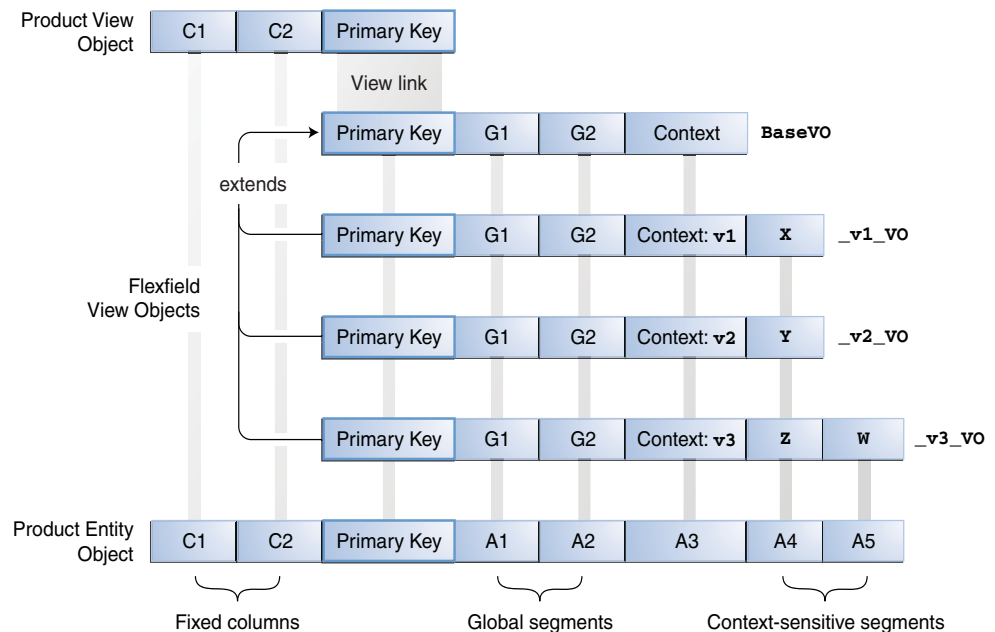 Product View
Object
C1 C2 Primary Key
View link
Primary Key G1 G2 Context BaseVO
extends
Primary Key G1 G2 Context: v1 X _v1_VO
Flexfield
View Objects
Primary Key G1 G2 Context: v2 Y _v2_VO
Primary Key G1 G2 Context: v3 Z W _v3_VO
Product Entity
Object
C1 C2 Primary Key A1 A2 A3 A4 A5
Fixed columns Global segments Context-sensitive segments